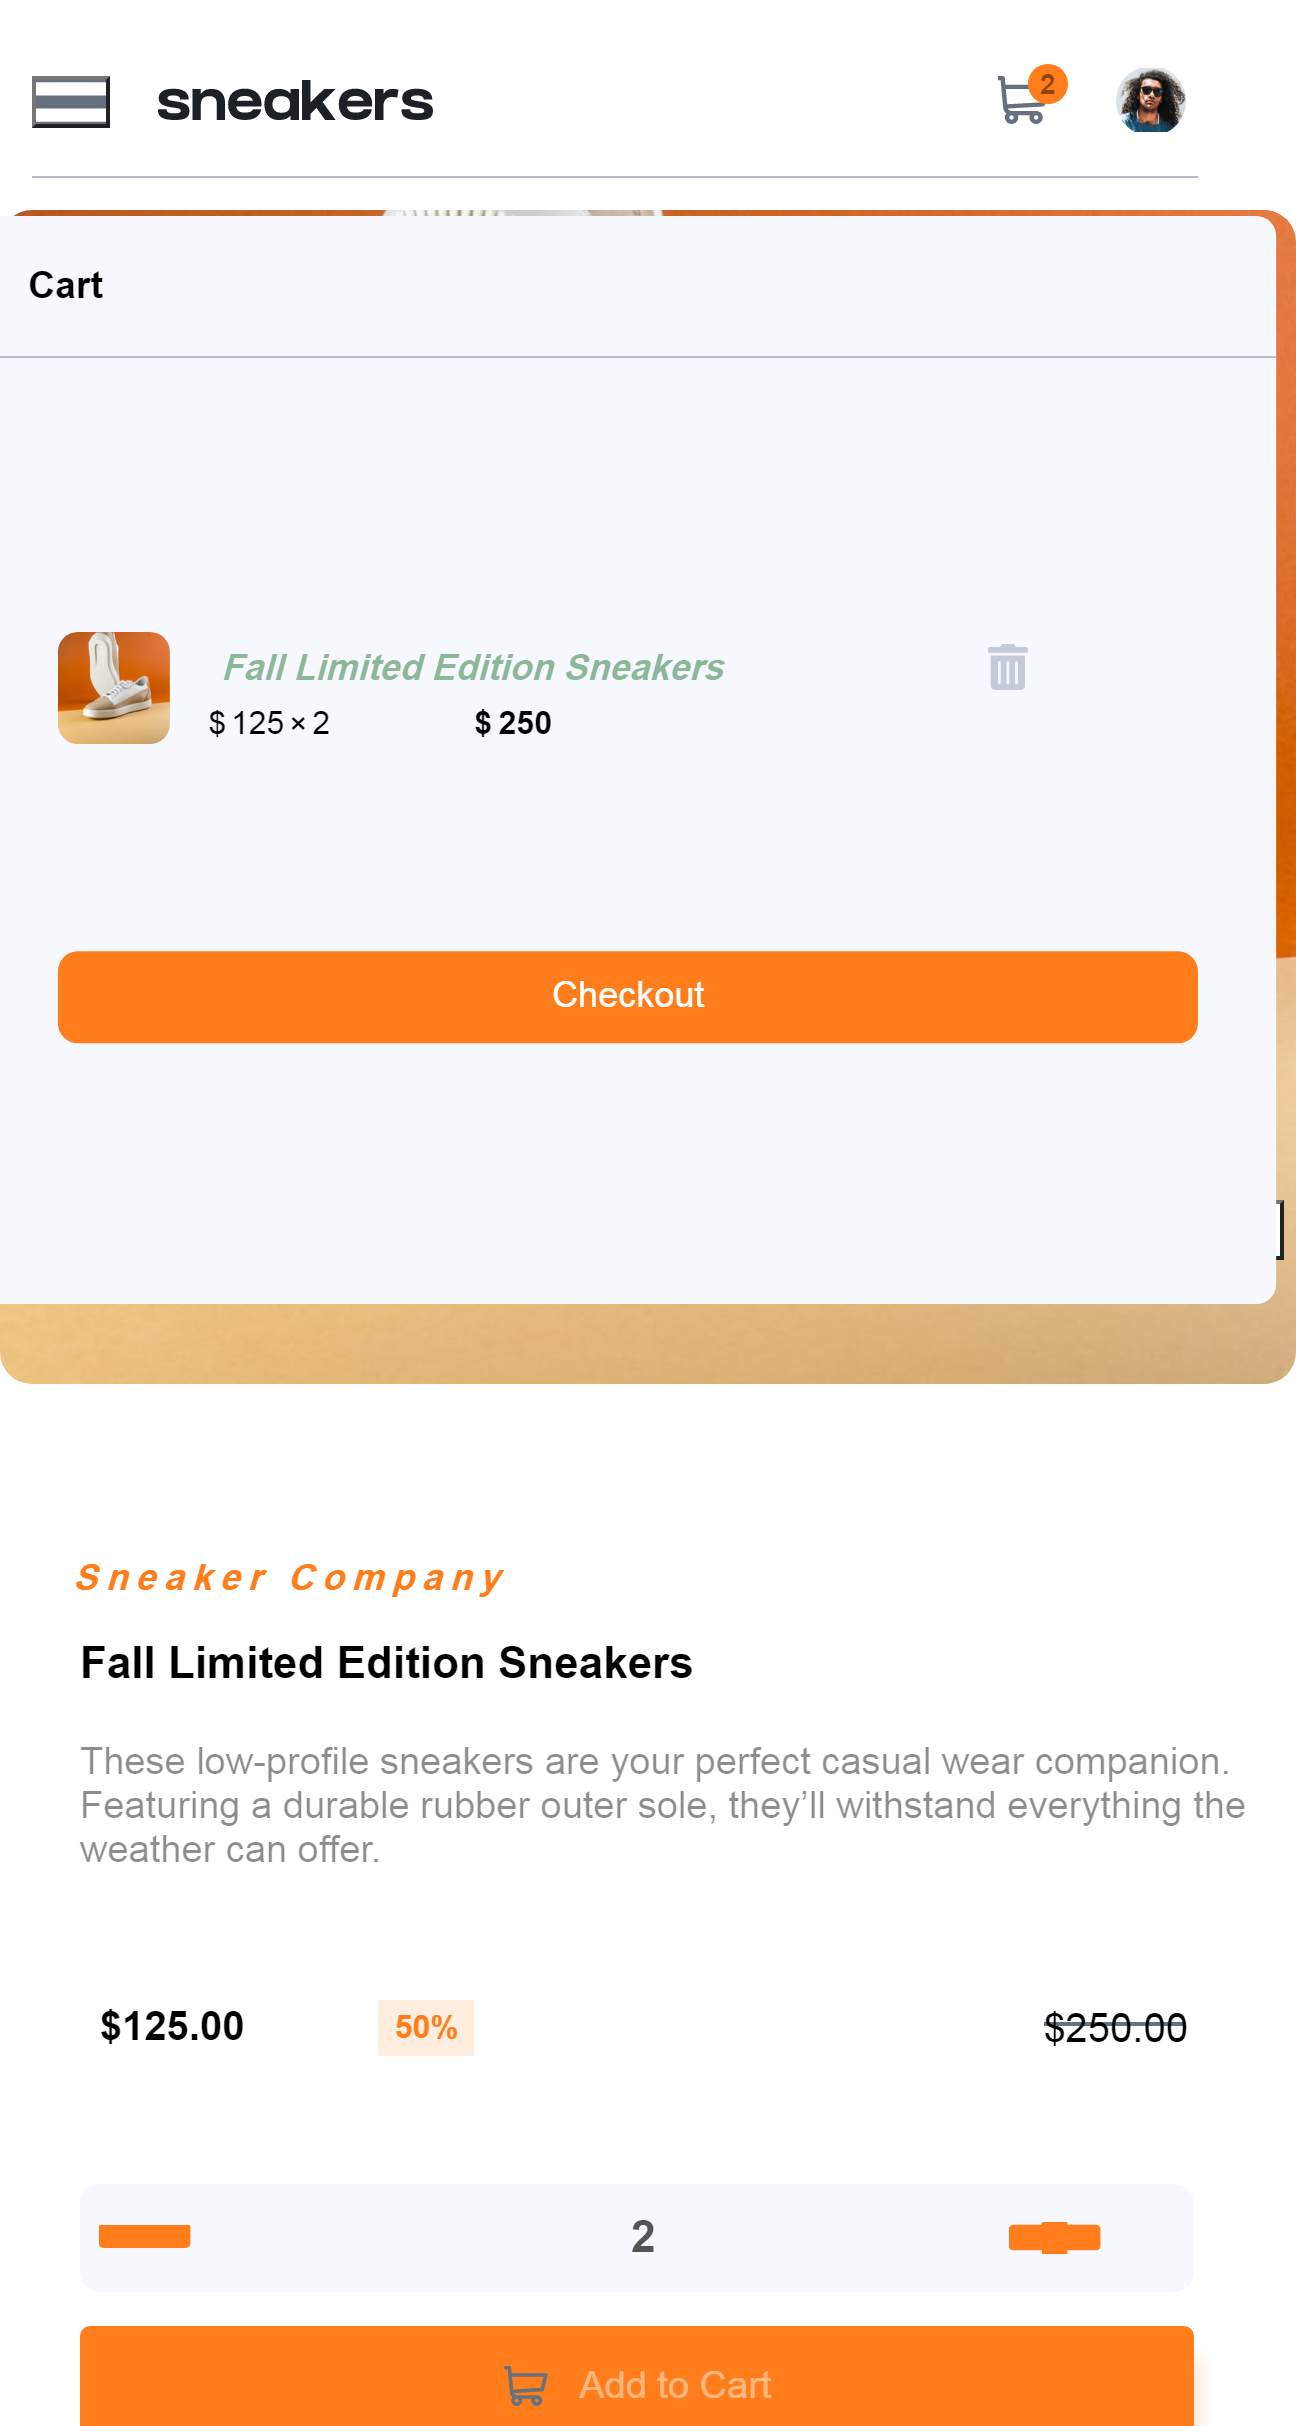 sneakers
2
Cart
Fall Limited Edition Sneakers
$ 125 × 2 $ 250
Checkout
Sneaker Company
Fall Limited Edition Sneakers
These low-profile sneakers are your perfect casual wear companion.
Featuring a durable rubber outer sole, they’ll withstand everything the
weather can offer.
$125.00 50% $250.00
2
Add to Cart